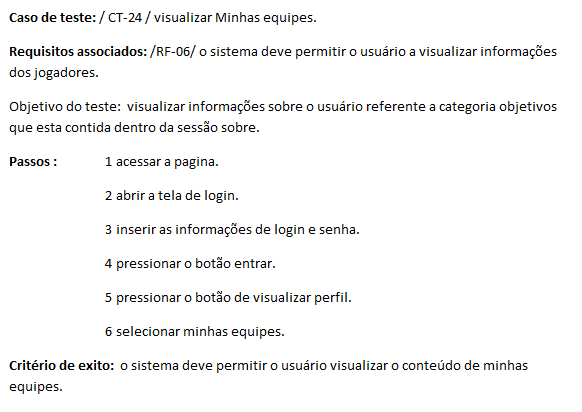 Caso de teste: / CT-24 / visualizar Minhas equipes.
Requisitos associados: /RF-06/ o sistema deve permitir o usuário a visualizar informações
dos jogadores.
Objetivo do teste:  visualizar informações sobre o usuário referente a categoria objetivos
que esta contida dentro da sessão sobre.
Passos : 1 acessar a pagina.
2 abrir a tela de login.
3 inserir as informações de login e senha.
4 pressionar o botão entrar.
5 pressionar o botão de visualizar perfil.
6 selecionar minhas equipes.
Critério de exito:  o sistema deve permitir o usuário visualizar o conteúdo de minhas
equipes.